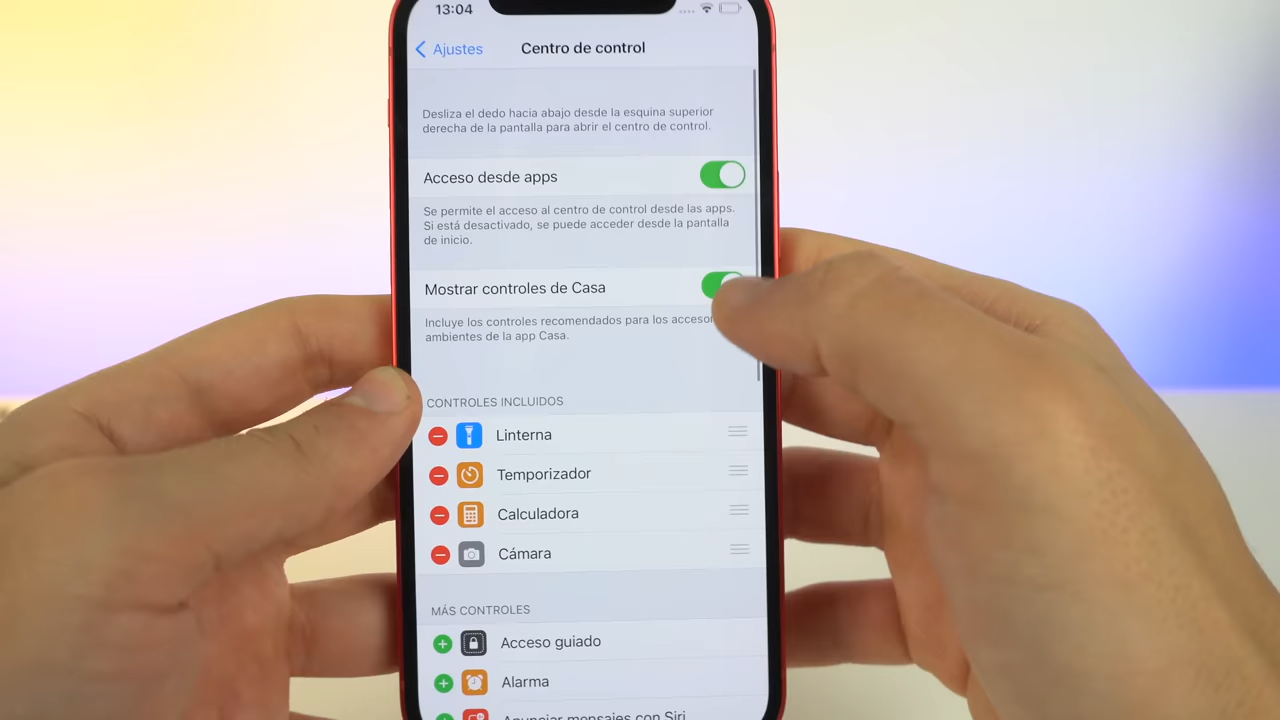 13:04
Ajustes
Centro de control
Desliza el dedo hacia abajo desde la esquina superior
derecha de la pantalla para abrir el centro de control.
Acceso desde apps
Se permite el acceso al centro de control desde las apps.
Si está desactivado, se puede acceder desde la pantalla
de inicio.
Mostrar controles de Casa
Incluye los controles recomendados para los
ambientes de la app Casa.
CONTROLES INCLUIDOS
Linterna
Temporizador
Calculadora
Cámara
MÁS CONTROLES
Acceso guiado
Alarma
Anunciar mensajes con Siri